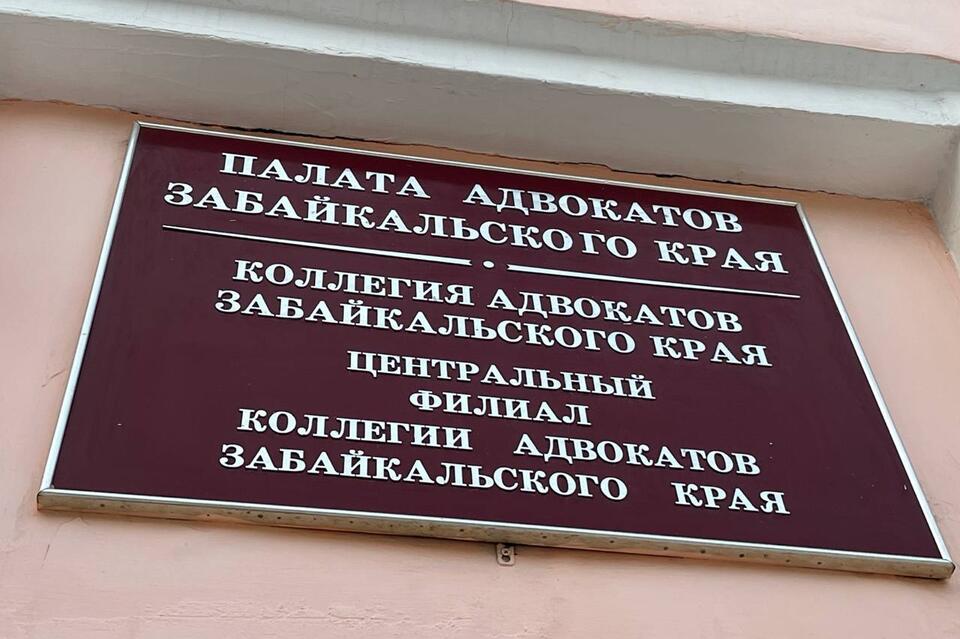 ПАЛАТА АДВОКАТОВ
ЗАБАЙКАЛЬСКОГО КРАЯ
КОЛЛЕГИЯ АДВОКАТОВ
ЗАБАЙКАЛЬСКОГО КРАЯ
ЦЕНТРАЛЬНЫЙ
ФИЛИАЛ
КОЛЛЕГИИ АДВОКАТОВ
ЗАБАЙКАЛЬСКОГО КРАЯ